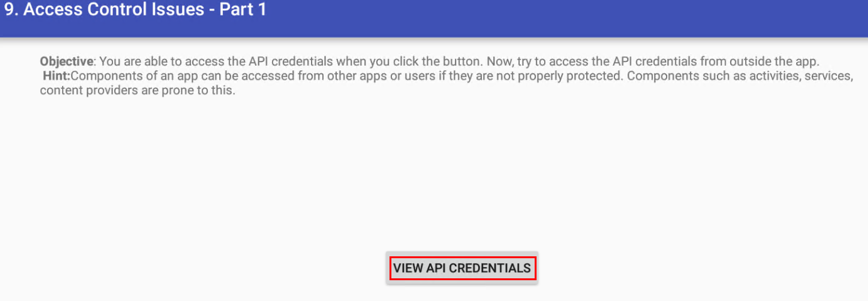 9. Access Control Issues - Part 1
Objective: You are able to access the API credentials when you click the button. Now, try to access the API credentials from outside the app.
Hint:Components of an app can be accessed from other apps or users if they are not properly protected. Components such as activities, services,
content providers are prone to this.
VIEW API CREDENTIALS